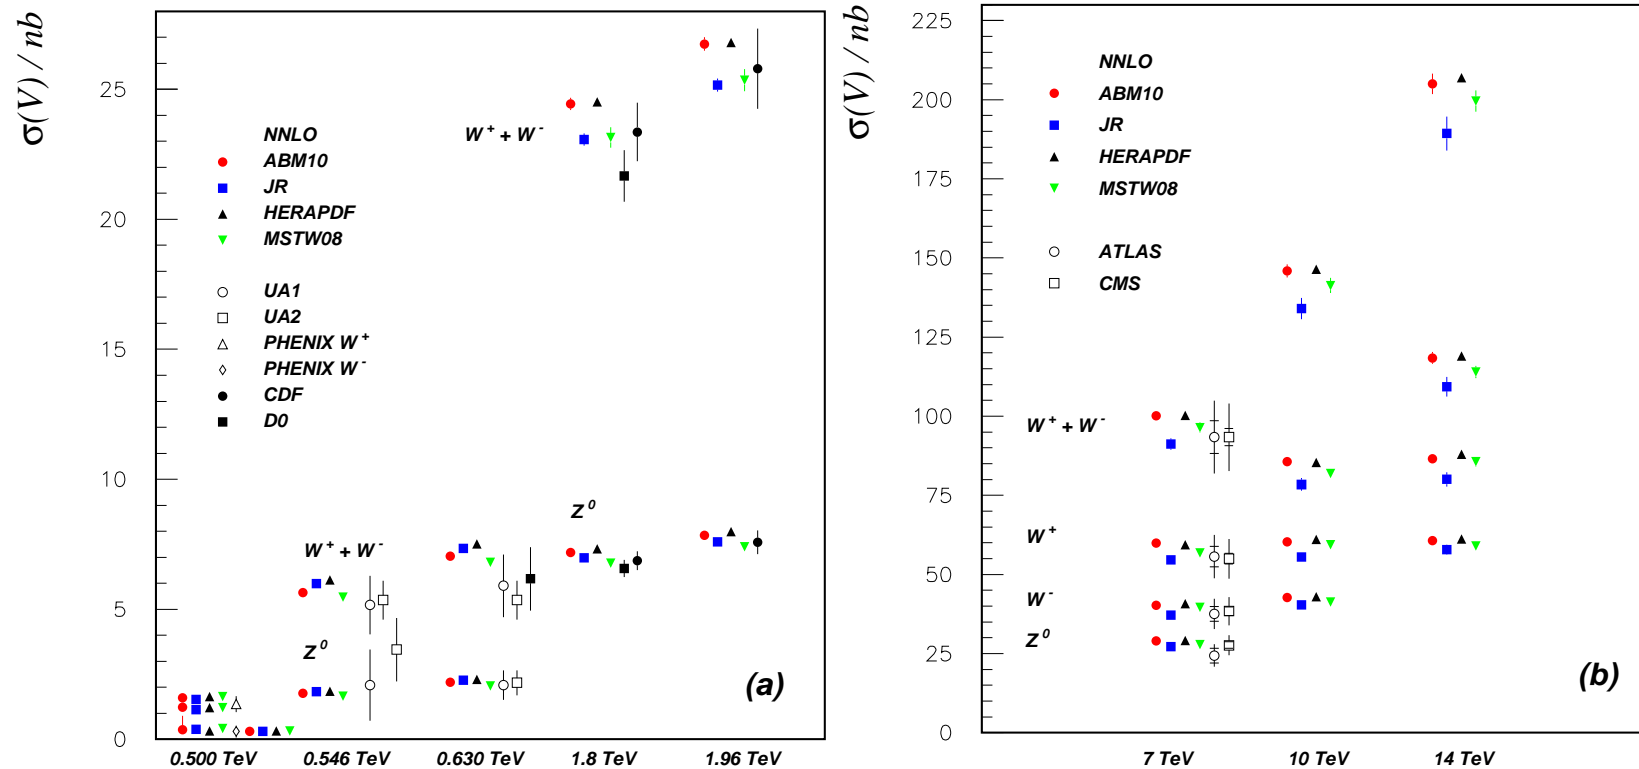 σ(V) / nb
25
20
15
10
5
0
NNLO
ABM10
JR
HERAPDF
MSTW08
UA1
UA2
PHENIX W⁺
PHENIX W⁻
CDF
D0
W⁺ + W⁻
Z⁰
W⁺ + W⁻
Z⁰
(a)
0.500 TeV
0.546 TeV
0.630 TeV
1.8 TeV
1.96 TeV
σ(V) / nb
225
200
175
150
125
100
75
50
25
0
NNLO
ABM10
JR
HERAPDF
MSTW08
ATLAS
CMS
W⁺ + W⁻
W⁺
W⁻
Z⁰
(b)
7 TeV
10 TeV
14 TeV